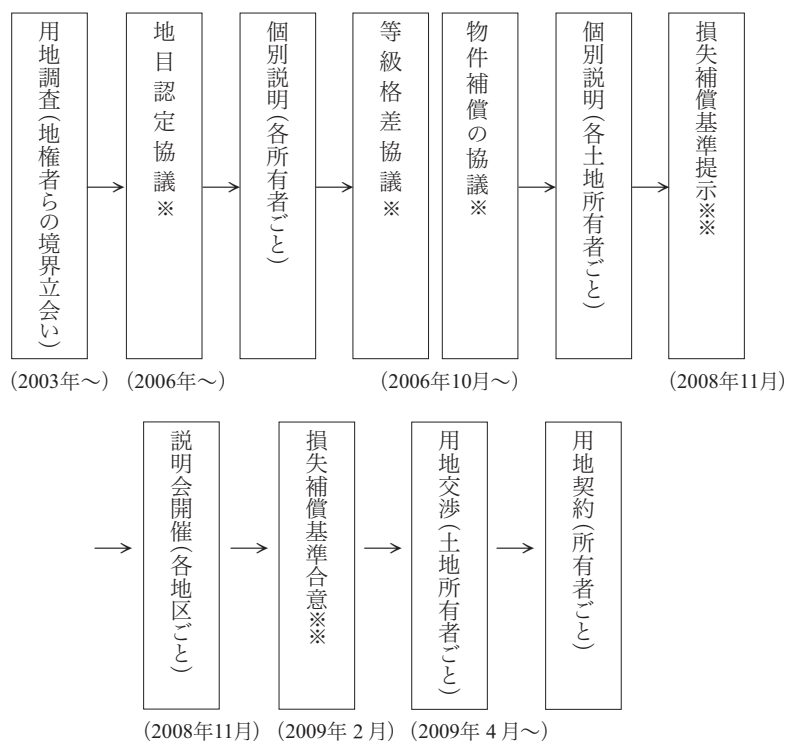 用地調査(地権者らの境界立会い)
地目認定協議※
個別説明(各所有者ごと)
等級格差協議※
物件補償の協議※
個別説明(各土地所有者ごと)
損失補償基準提示※※
(2003年～)
(2006年～)
(2006年10月～)
(2008年11月)
説明会開催(各地区ごと)
損失補償基準合意※※
用地交渉(土地所有者ごと)
用地契約(所有者ごと)
(2008年11月)
(2009年2月)
(2009年4月～)